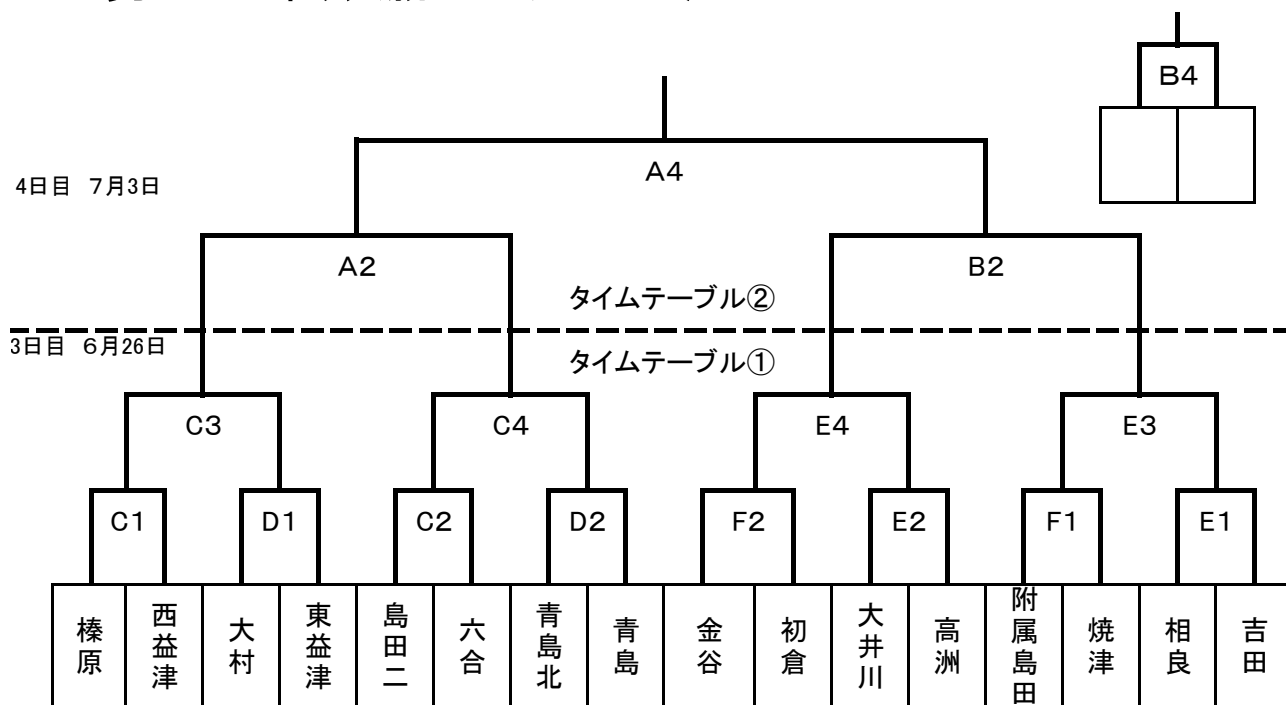 B4
A4
4日目 7月3日
A2
B2
タイムテーブル②
3日目 6月26日
タイムテーブル①
C3
C4
E4
E3
C1
D1
C2
D2
F2
E2
F1
E1
榛原
西益津
大村
東益津
島田二
六合
青島北
青島
金谷
初倉
大井川
高洲
附属島田
焼津
相良
吉田